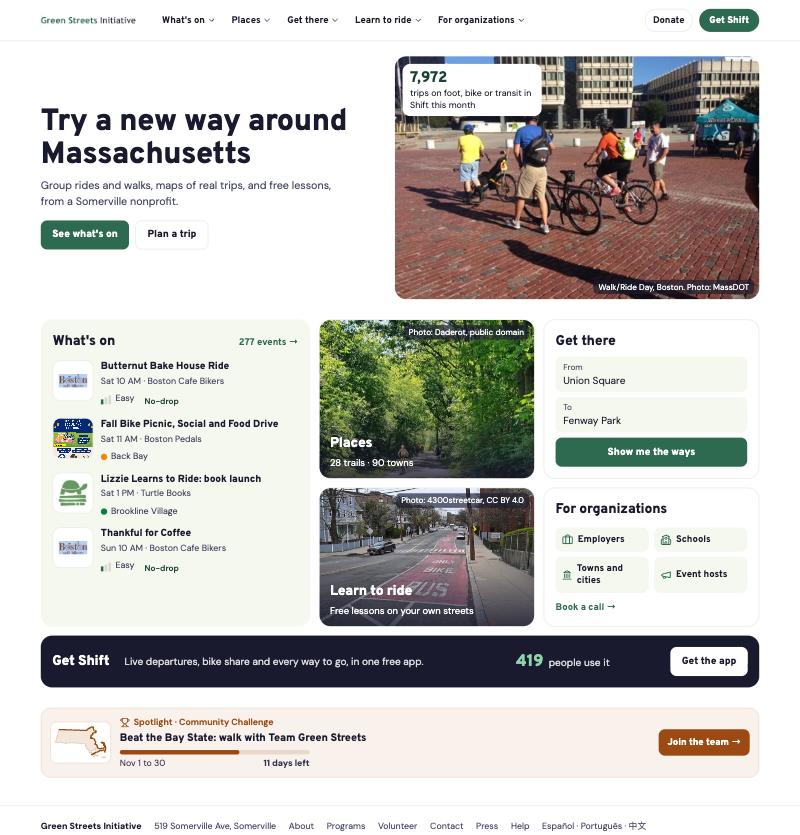 Green Streets Initiative
What's on
Places
Get there
Learn to ride
For organizations
Donate
Get Shift
7,972
trips on foot, bike or transit in
Shift this month
Try a new way around
Massachusetts
Group rides and walks, maps of real trips, and free lessons,
from a Somerville nonprofit.
See what's on
Plan a trip
Walk/Ride Day, Boston. Photo: MassDOT
What's on
277 events →
Butternut Bake House Ride
Sat 10 AM · Boston Cafe Bikers
Easy No-drop
Fall Bike Picnic, Social and Food Drive
Sat 11 AM · Boston Pedals
Back Bay
Lizzie Learns to Ride: book launch
Sat 1 PM · Turtle Books
Brookline Village
Boston
Thankful for Coffee
Sun 10 AM · Boston Cafe Bikers
Easy No-drop
Photo: Daderot, public domain
Places
28 trails · 90 towns
Photo: 4300streetcar, CC BY 4.0
ONLY
BIKE
BUS
Learn to ride
Free lessons on your own streets
Get there
From
Union Square
To
Fenway Park
Show me the ways
For organizations
Employers
Schools
Towns and
cities
Event hosts
Book a call →
Get Shift
Live departures, bike share and every way to go, in one free app.
419 people use it
Get the app
Spotlight · Community Challenge
Beat the Bay State: walk with Team Green Streets
Nov 1 to 30
11 days left
Join the team →
Green Streets Initiative
519 Somerville Ave, Somerville
About
Programs
Volunteer
Contact
Press
Help
Español · Português · 中文